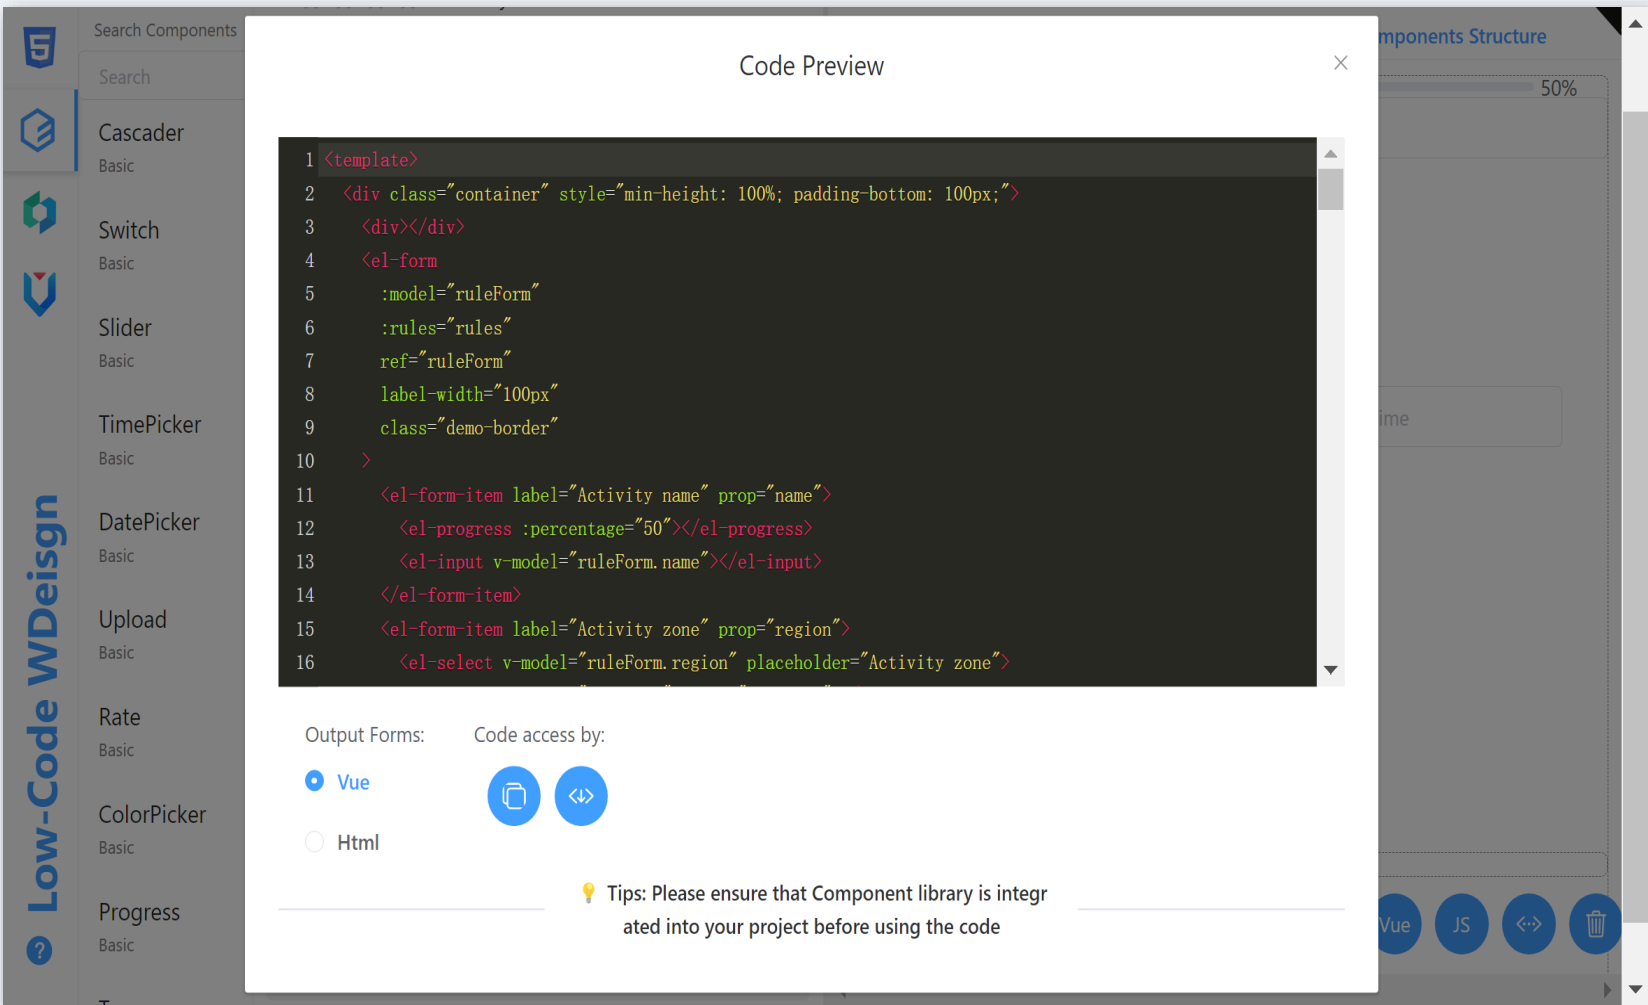 Search Components
Search
Cascader
Basic
Switch
Basic
Slider
Basic
TimePicker
Basic
DatePicker
Basic
Upload
Basic
Rate
Basic
ColorPicker
Basic
Progress
Basic
Low-Code WDeisgn
?
Code Preview
1 <template>
2 <div class="container" style="min-height: 100%; padding-bottom: 100px;">
3 <div></div>
4 <el-form
5 :model="ruleForm"
6 :rules="rules"
7 ref="ruleForm"
8 label-width="100px"
9 class="demo-border"
10 >
11 <el-form-item label="Activity name" prop="name">
12 <el-progress :percentage="50"></el-progress>
13 <el-input v-model="ruleForm.name"></el-input>
14 </el-form-item>
15 <el-form-item label="Activity zone" prop="region">
16 <el-select v-model="ruleForm.region" placeholder="Activity zone">
Output Forms:
Code access by:
Vue
Html
💡 Tips: Please ensure that Component library is integr
ated into your project before using the code
mponents Structure
50%
ime
Vue
JS